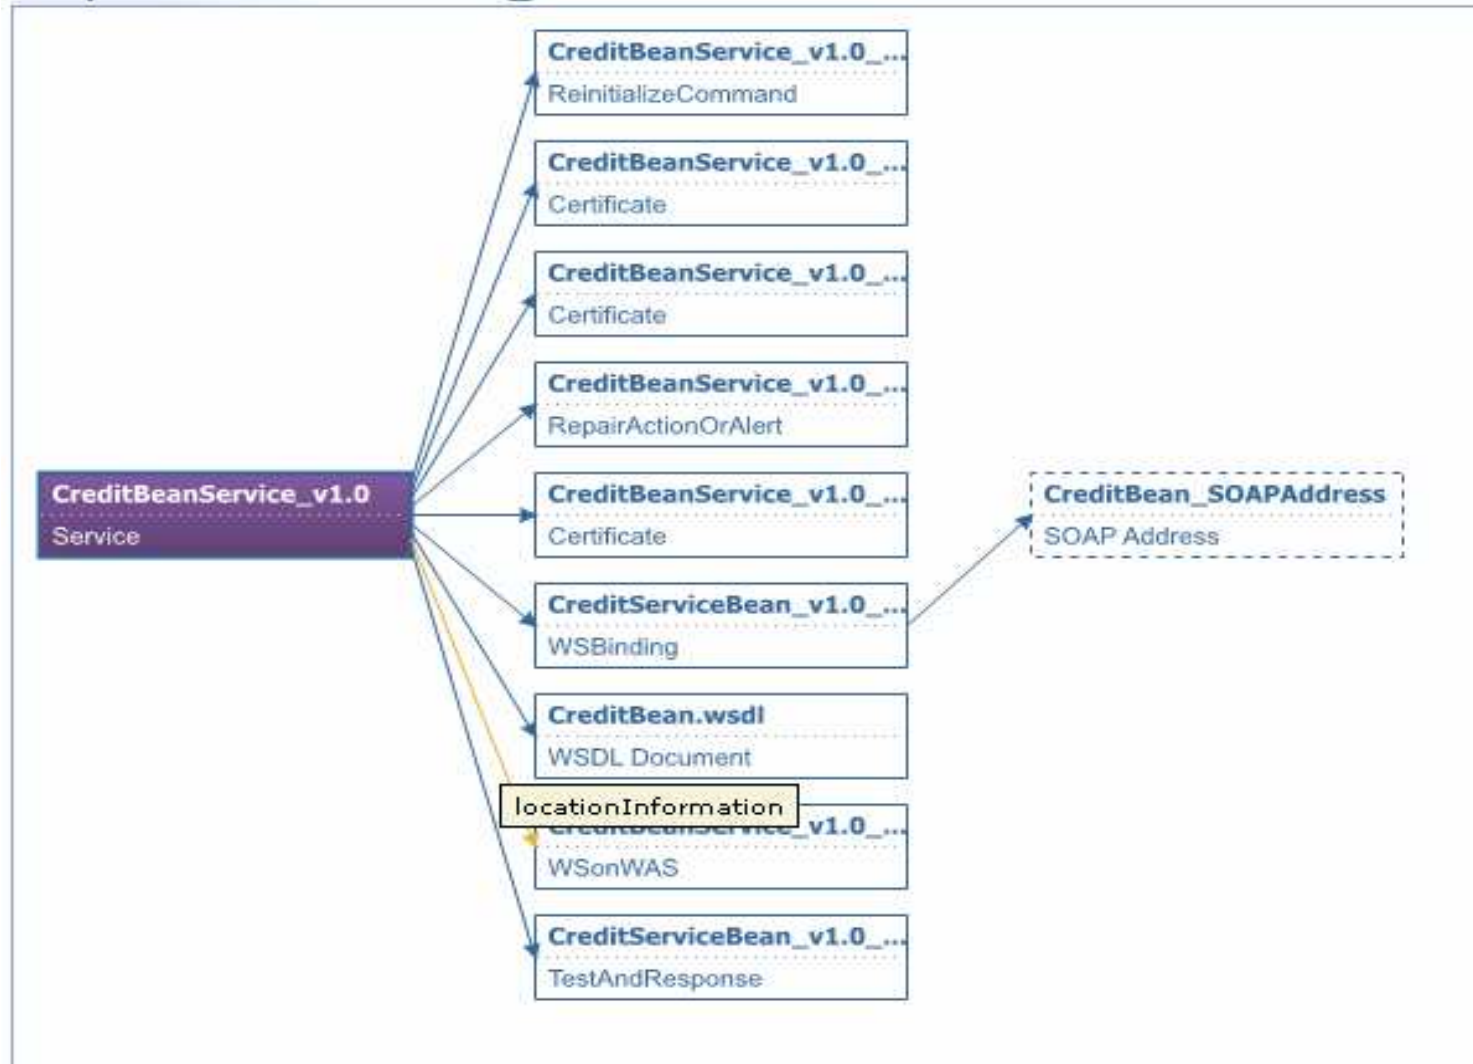 CreditBeanService_v1.0_...
ReinitializeCommand
CreditBeanService_v1.0_...
Certificate
CreditBeanService_v1.0_...
Certificate
CreditBeanService_v1.0_...
RepairActionOrAlert
CreditBeanService_v1.0
Service
CreditBeanService_v1.0_...
Certificate
CreditBean_SOAPAddress
SOAP Address
CreditServiceBean_v1.0_...
WSBinding
CreditBean.wsdl
WSDL Document
locationInformation
CreditBeanService_v1.0_...
WSonWAS
CreditServiceBean_v1.0_...
TestAndResponse